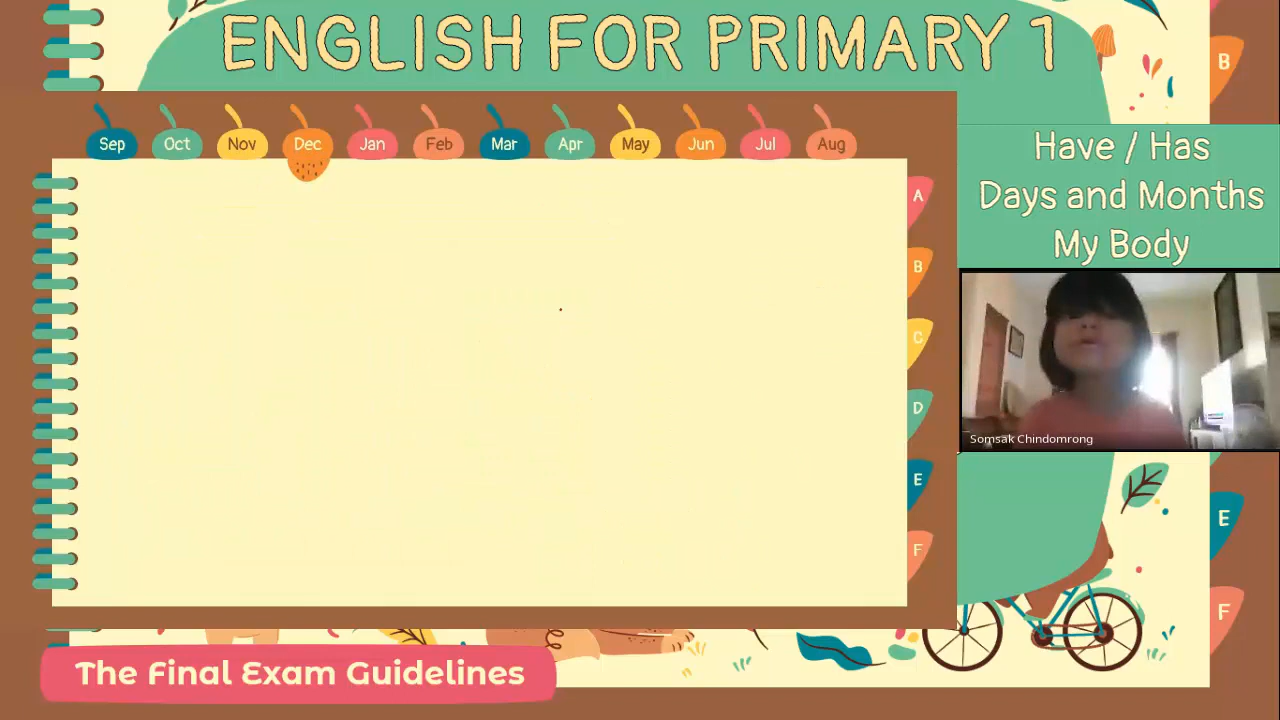 ENGLISH FOR PRIMARY 1
B
Sep Oct Nov Dec Jan Feb Mar Apr May Jun Jul Aug
Have / Has
Days and Months
My Body
A
B
C
D
E
F
Somsak Chindomrong
E
F
The Final Exam Guidelines